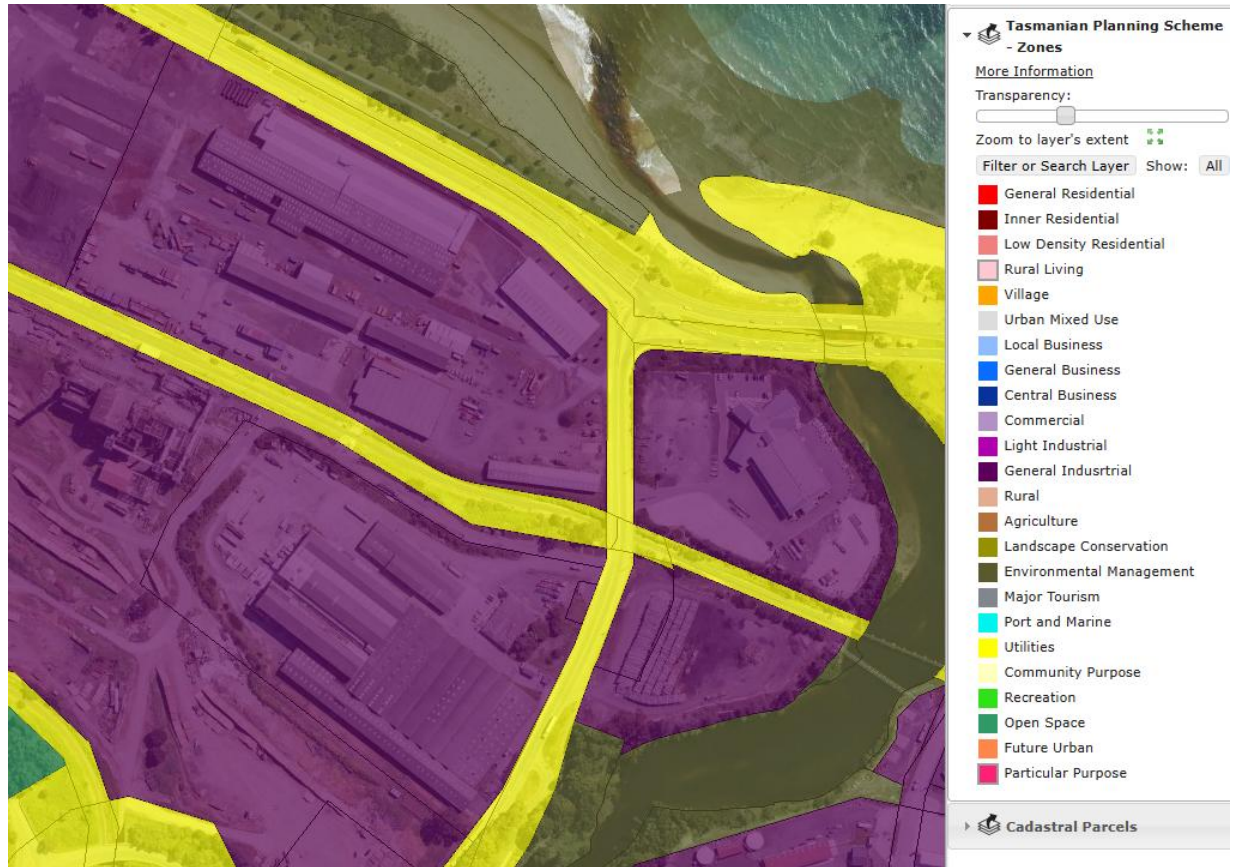 Tasmanian Planning Scheme
- Zones
More Information
Transparency:
Zoom to layer's extent
Filter or Search Layer Show: All
General Residential
Inner Residential
Low Density Residential
Rural Living
Village
Urban Mixed Use
Local Business
General Business
Central Business
Commercial
Light Industrial
General Indusrtrial
Rural
Agriculture
Landscape Conservation
Environmental Management
Major Tourism
Port and Marine
Utilities
Community Purpose
Recreation
Open Space
Future Urban
Particular Purpose
Cadastral Parcels